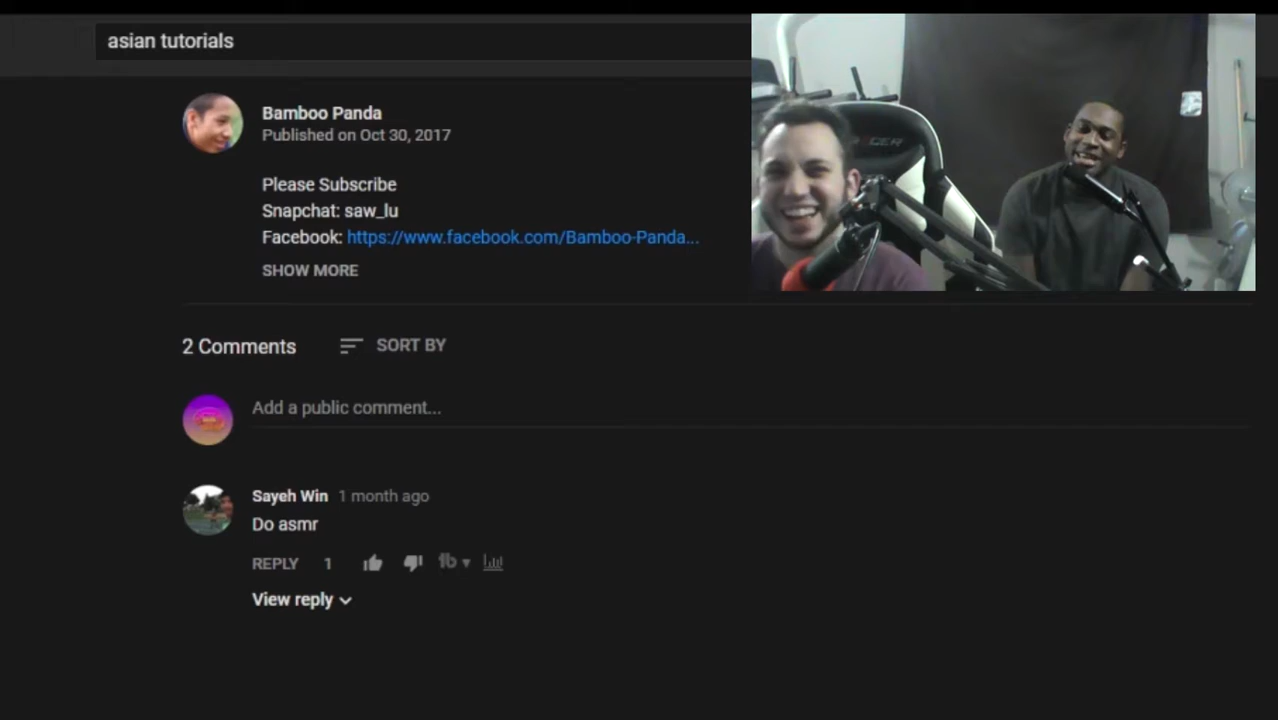 asian tutorials
Bamboo Panda
Published on Oct 30, 2017
Please Subscribe
Snapchat: saw_lu
Facebook: https://www.facebook.com/Bamboo-Panda...
SHOW MORE
2 Comments
SORT BY
Add a public comment...
Sayeh Win 1 month ago
Do asmr
REPLY 1
View reply